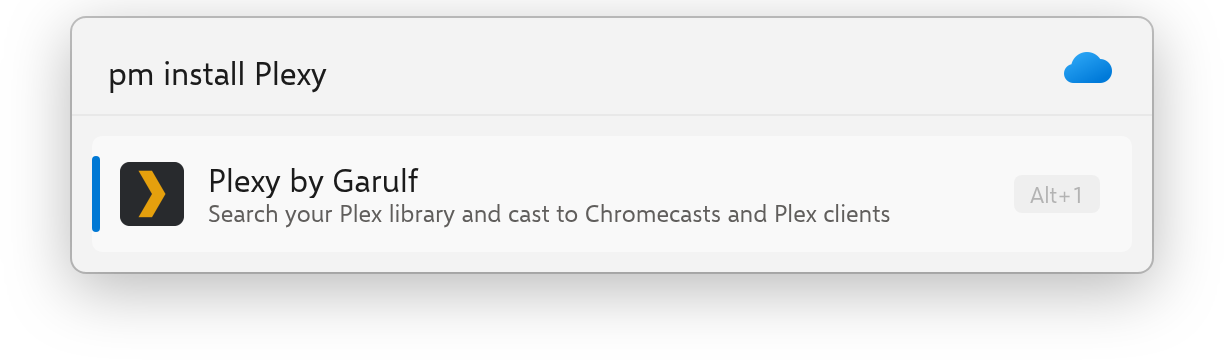 pm install Plexy
Plexy by Garulf
Search your Plex library and cast to Chromecasts and Plex clients
Alt+1